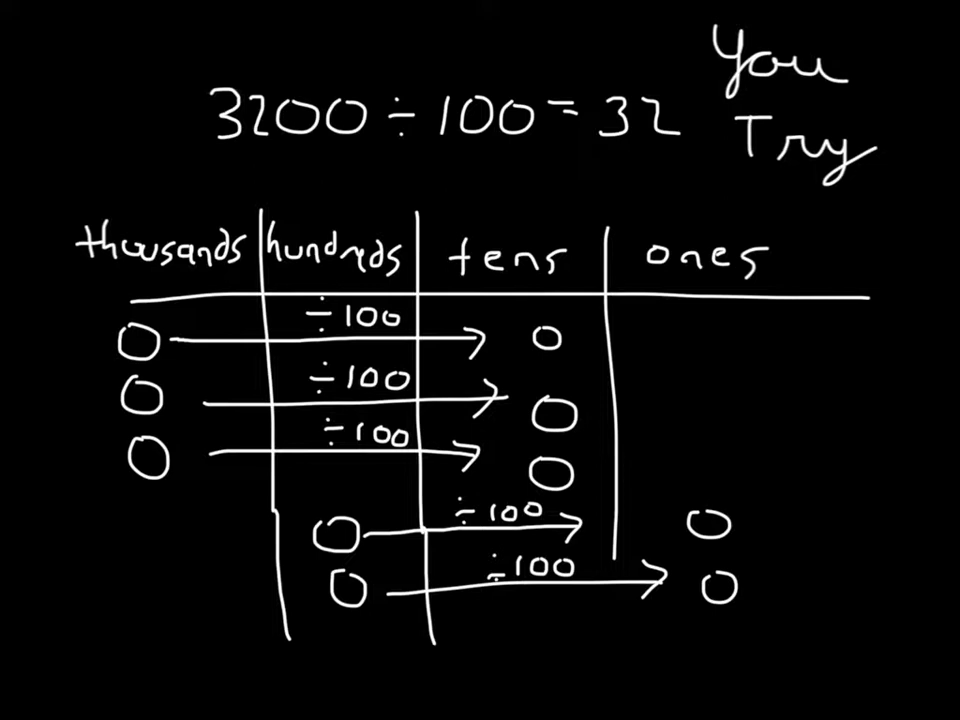 You
Try
3200 ÷ 100 = 32
thousands hundreds tens ones
÷100
÷100
÷100
÷100
÷100